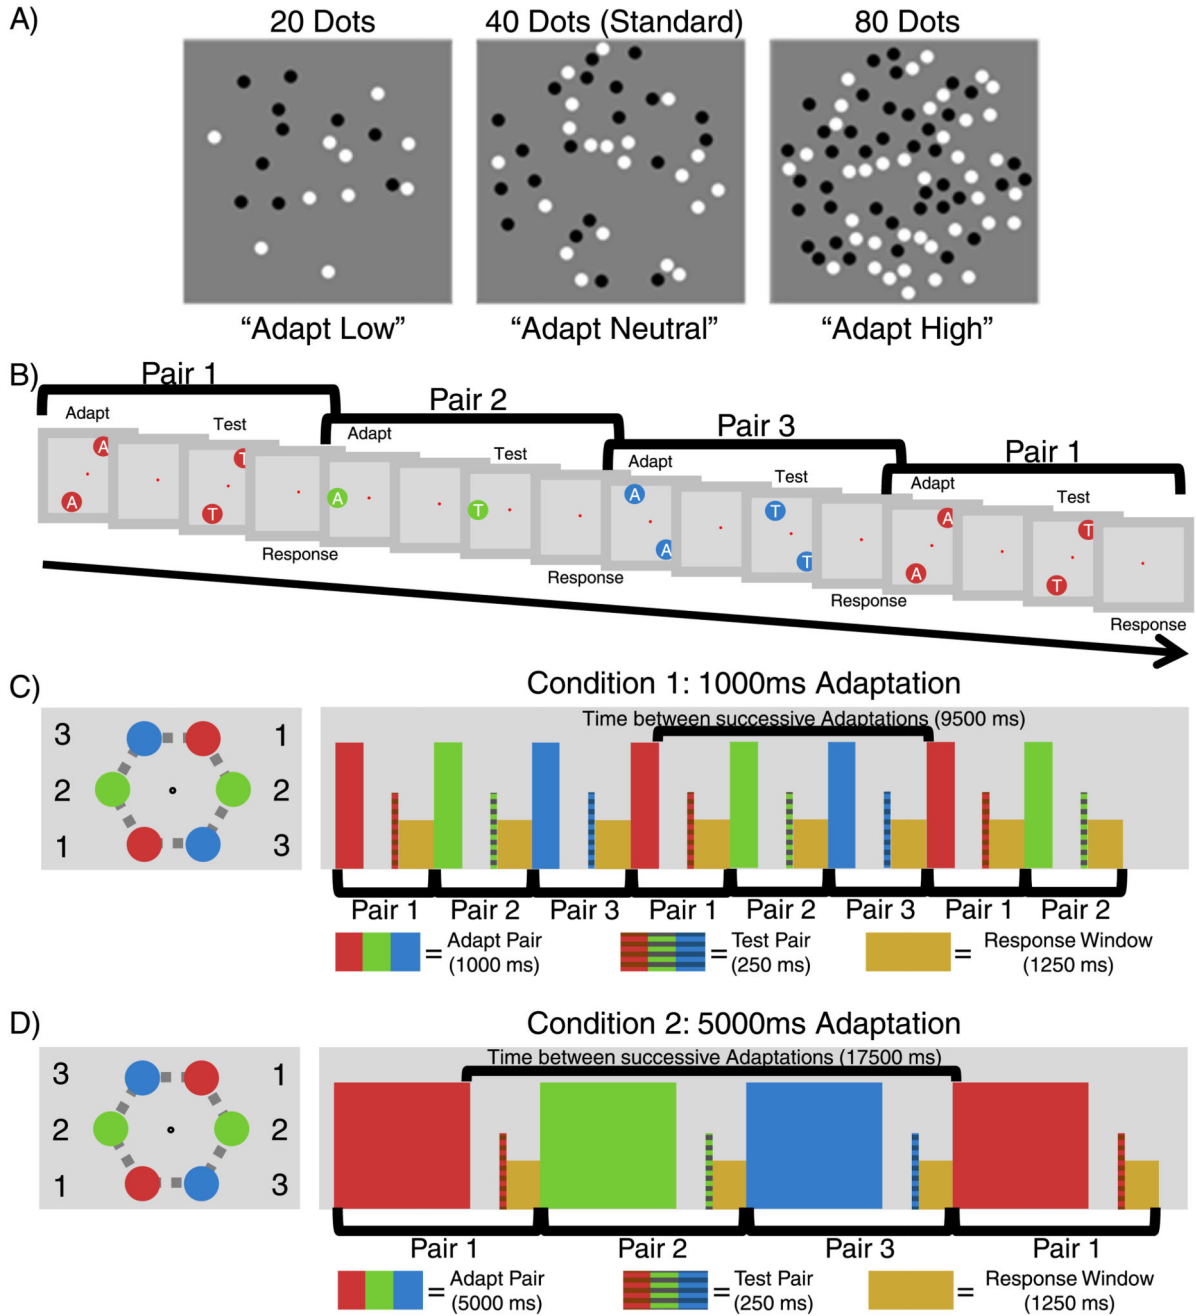 A)
20 Dots
40 Dots (Standard)
80 Dots
“Adapt Low”
“Adapt Neutral”
“Adapt High”
B)
Pair 1
Pair 2
Pair 3
Pair 1
Adapt
Test
Adapt
Test
Adapt
Test
Adapt
Test
A
A
T
T
A
T
A
A
T
T
A
A
T
T
Response
Response
Response
Response
C)
Condition 1: 1000ms Adaptation
Time between successive Adaptations (9500 ms)
3
1
2
2
1
3
Pair 1
Pair 2
Pair 3
Pair 1
Pair 2
Pair 3
Pair 1
Pair 2
= Adapt Pair
(1000 ms)
= Test Pair
(250 ms)
= Response Window
(1250 ms)
D)
Condition 2: 5000ms Adaptation
Time between successive Adaptations (17500 ms)
3
1
2
2
1
3
Pair 1
Pair 2
Pair 3
Pair 1
= Adapt Pair
(5000 ms)
= Test Pair
(250 ms)
= Response Window
(1250 ms)